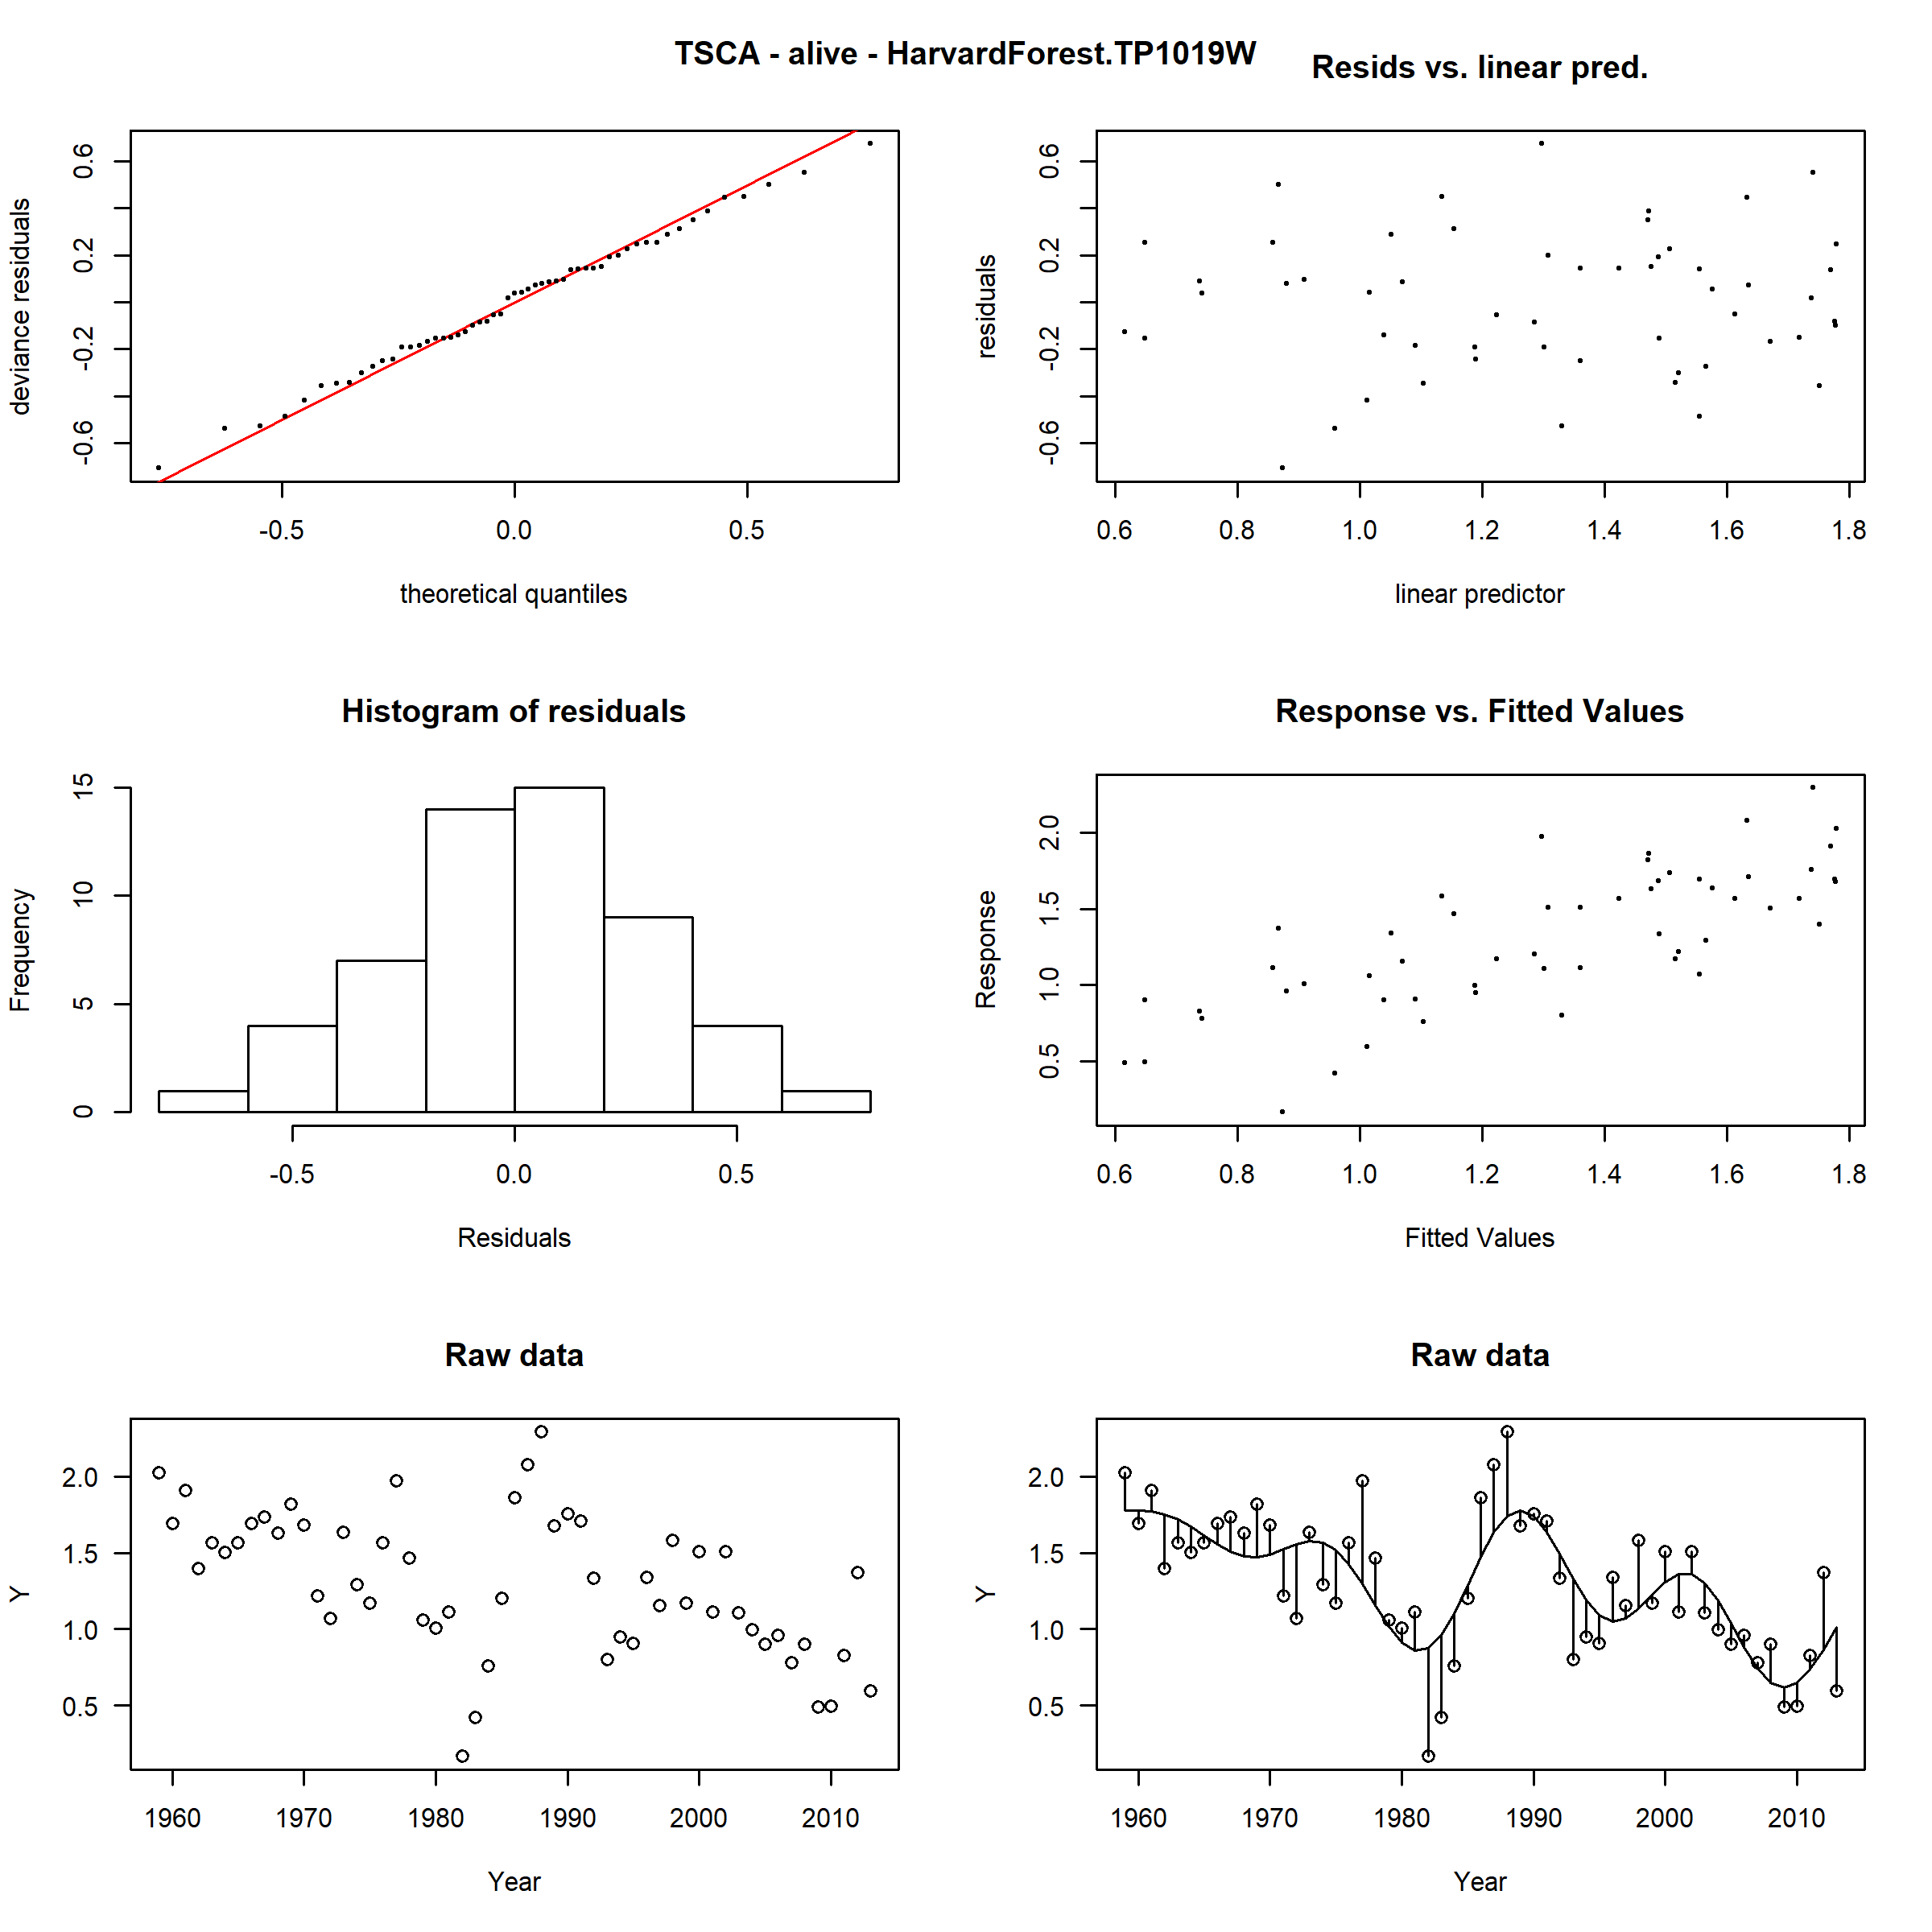 TSCA - alive - HarvardForest.TP1019W
Resids vs. linear pred.
deviance residuals
-0.6 -0.2 0.2 0.6
-0.5 0.0 0.5
theoretical quantiles
residuals
-0.6 -0.2 0.2 0.6
0.6 0.8 1.0 1.2 1.4 1.6 1.8
linear predictor
Histogram of residuals
Frequency
0 5 10 15
-0.5 0.0 0.5
Residuals
Response vs. Fitted Values
Response
0.5 1.0 1.5 2.0
0.6 0.8 1.0 1.2 1.4 1.6 1.8
Fitted Values
Raw data
Y
2.0
1.5
1.0
0.5
1960 1970 1980 1990 2000 2010
Year
Raw data
Y
2.0
1.5
1.0
0.5
1960 1970 1980 1990 2000 2010
Year